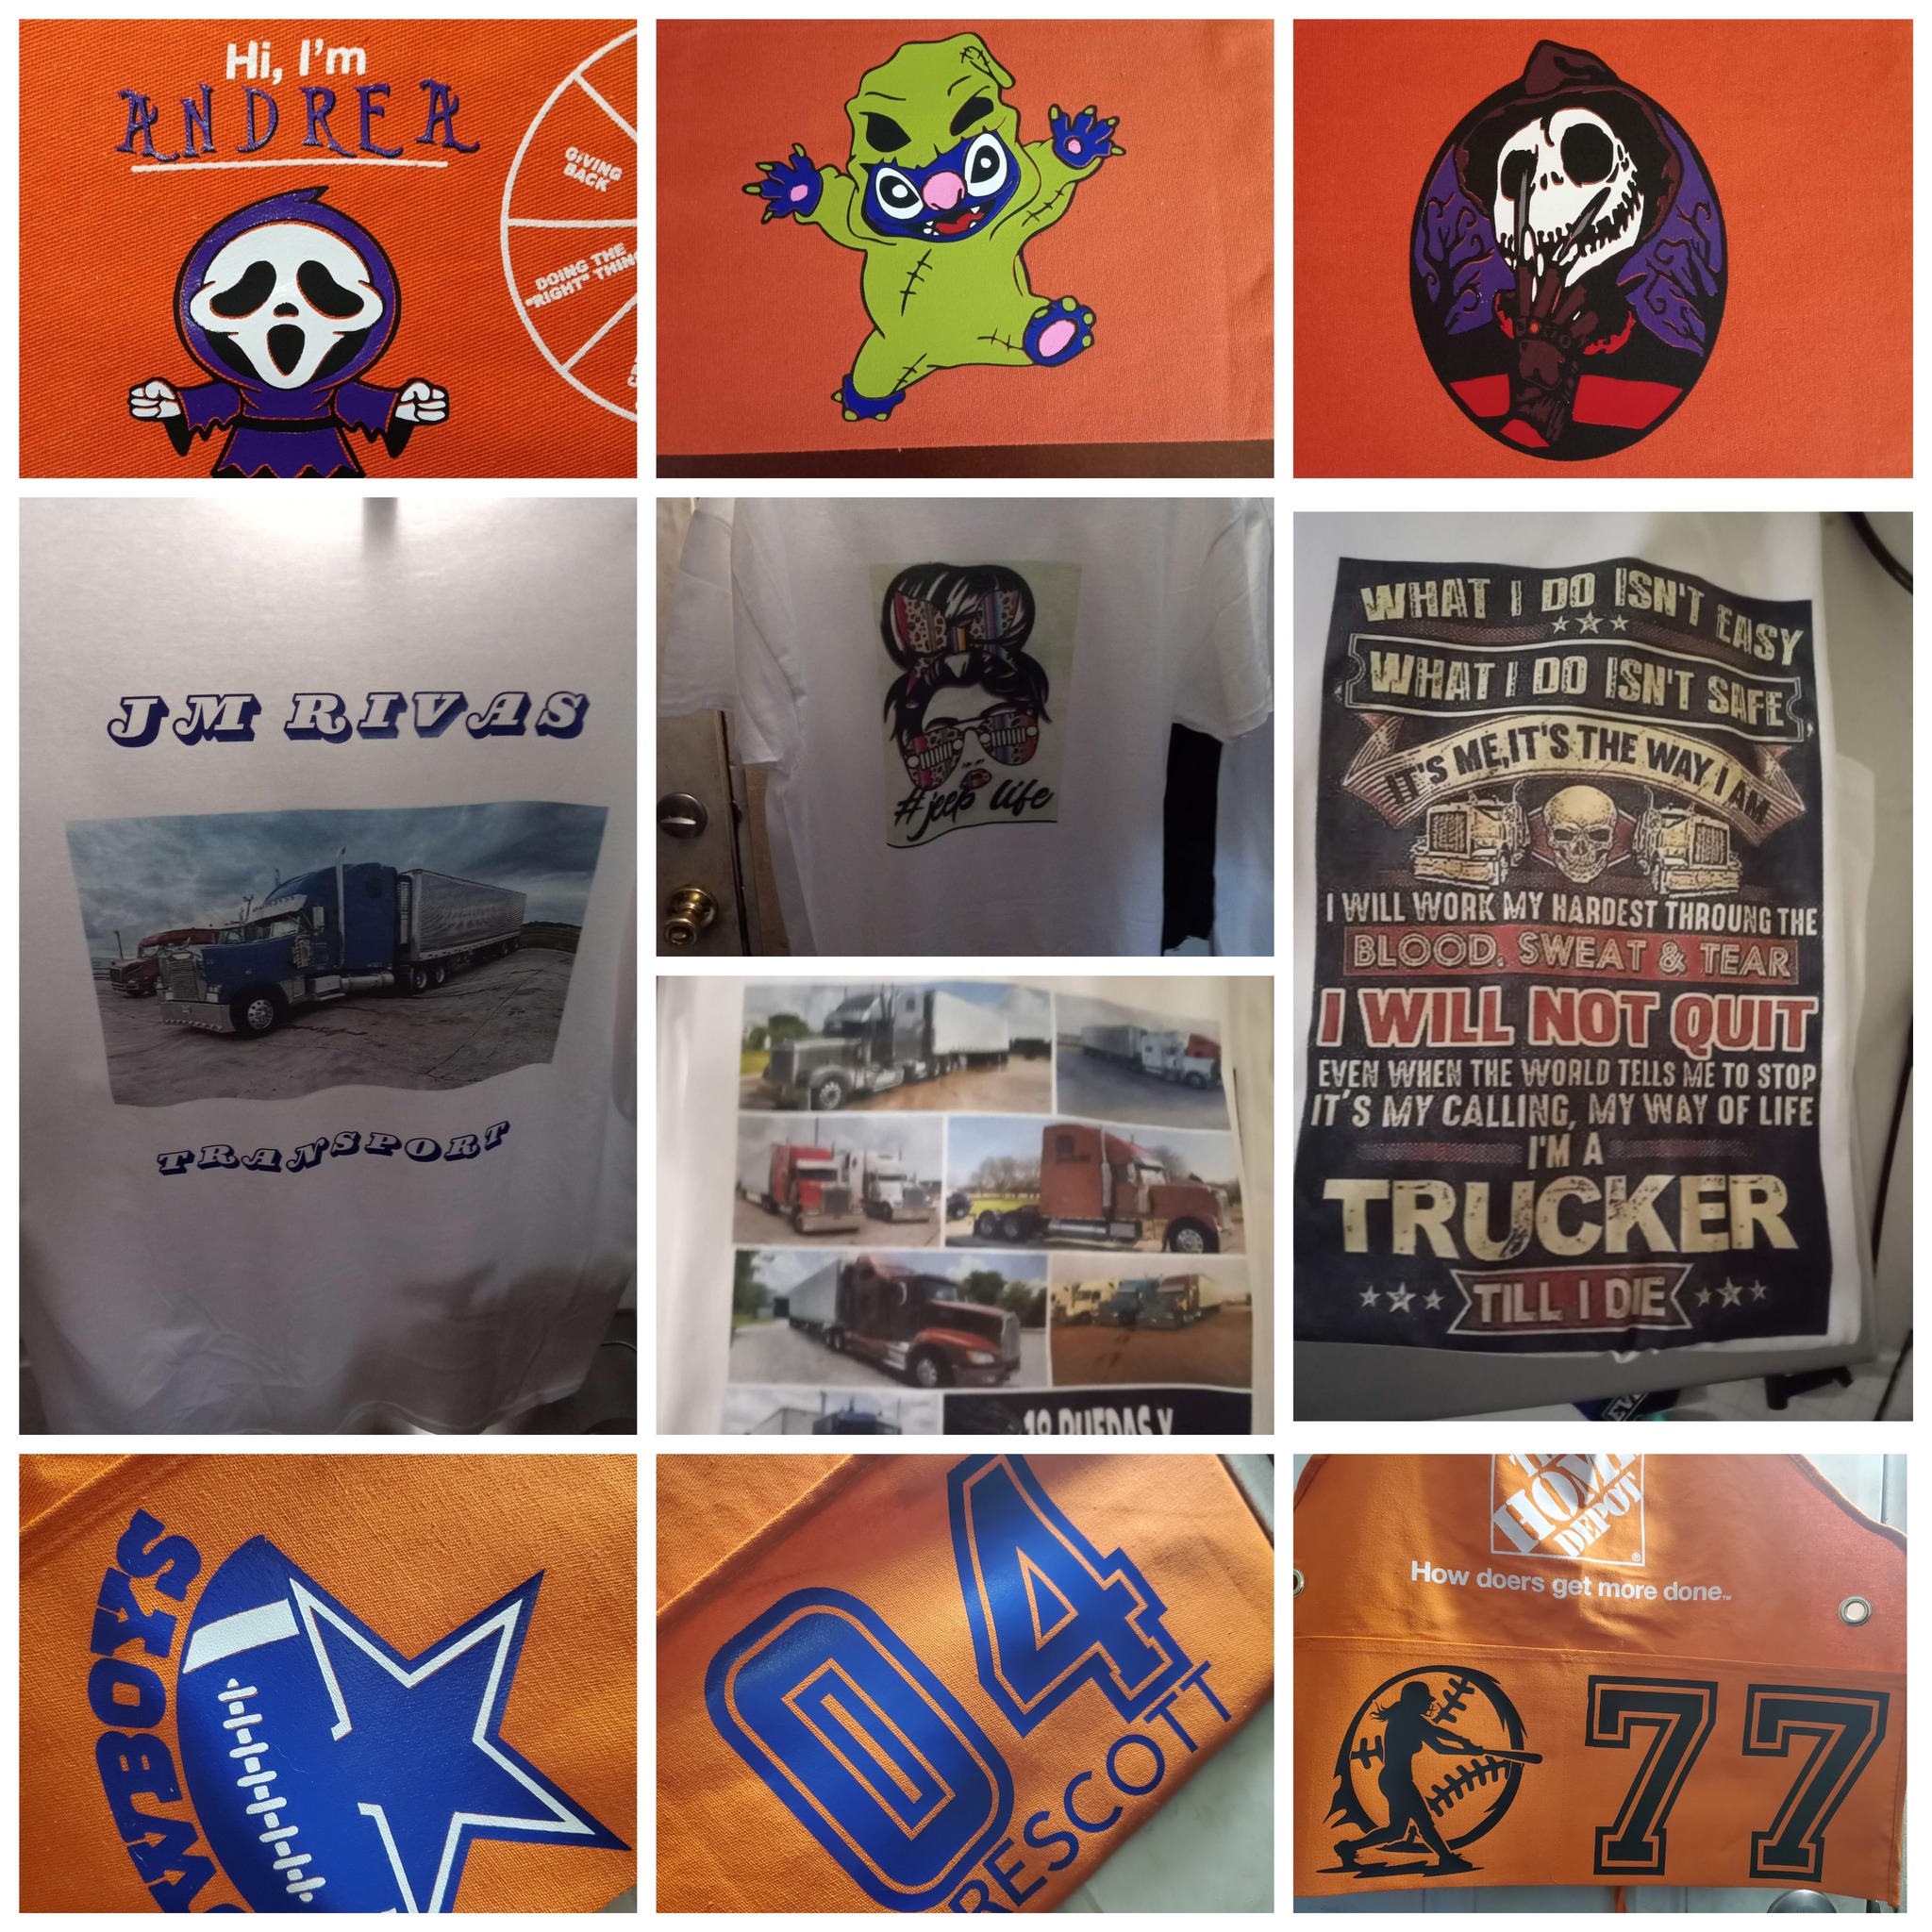 Hi, I'm
ANDREA
GIVING
BACK
DOING THE
"RIGHT" THING
JM RIVAS
TRANSPORT
#jeep life
18 RUEDAS Y
WHAT I DO ISN'T EASY
WHAT I DO ISN'T SAFE,
IT'S ME,IT'S THE WAY I AM
I WILL WORK MY HARDEST THROUNG THE
BLOOD, SWEAT & TEAR
I WILL NOT QUIT
EVEN WHEN THE WORLD TELLS ME TO STOP
IT'S MY CALLING, MY WAY OF LIFE
I'M A
TRUCKER
TILL I DIE
WBOYS
04
RESCOTT
THE
HOME
DEPOT
How doers get more done.™
77